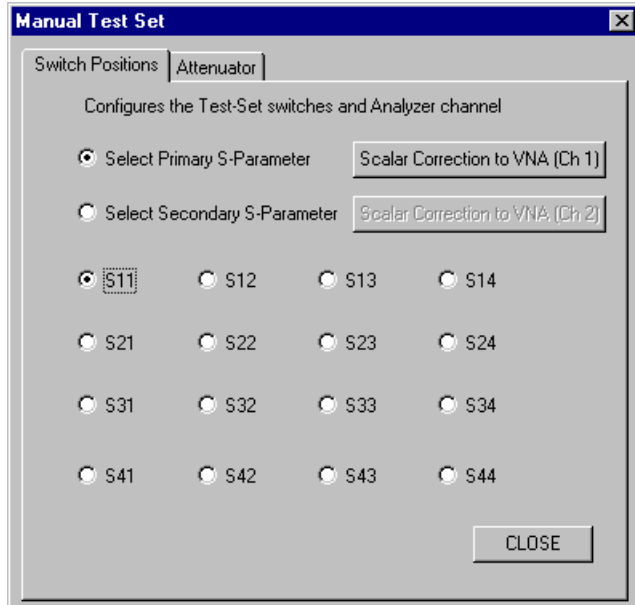 Manual Test Set
Switch Positions Attenuator
Configures the Test-Set switches and Analyzer channel
Select Primary S-Parameter Scalar Correction to VNA (Ch 1)
Select Secondary S-Parameter Scalar Correction to VNA (Ch 2)
S11 S12 S13 S14
S21 S22 S23 S24
S31 S32 S33 S34
S41 S42 S43 S44
CLOSE